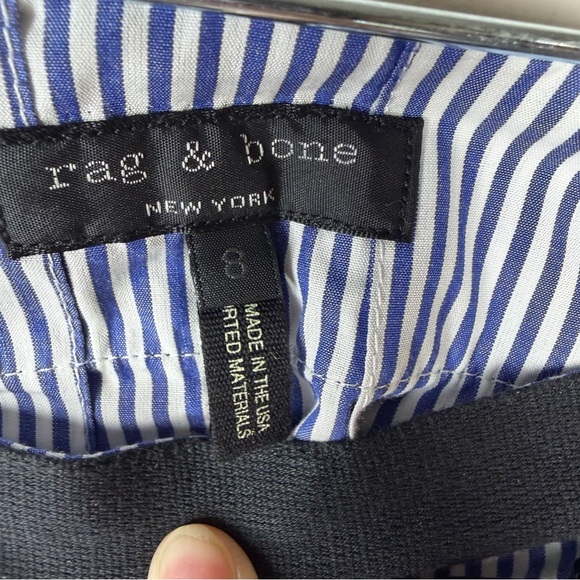 rag & bone
NEW YORK
8
MADE IN THE USA
RTED MATERIALS